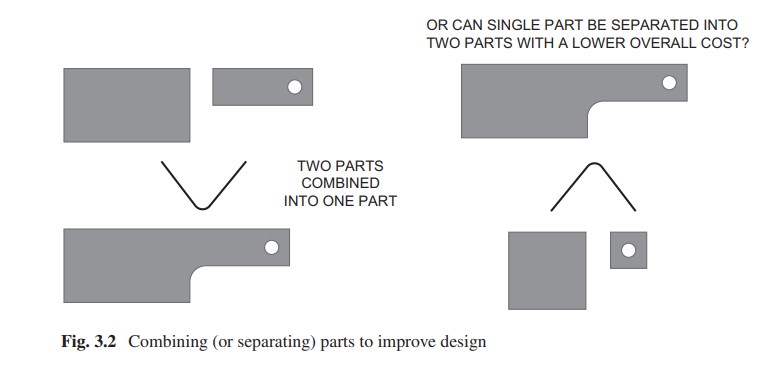 OR CAN SINGLE PART BE SEPARATED INTO
TWO PARTS WITH A LOWER OVERALL COST?
TWO PARTS
COMBINED
INTO ONE PART
Fig. 3.2 Combining (or separating) parts to improve design